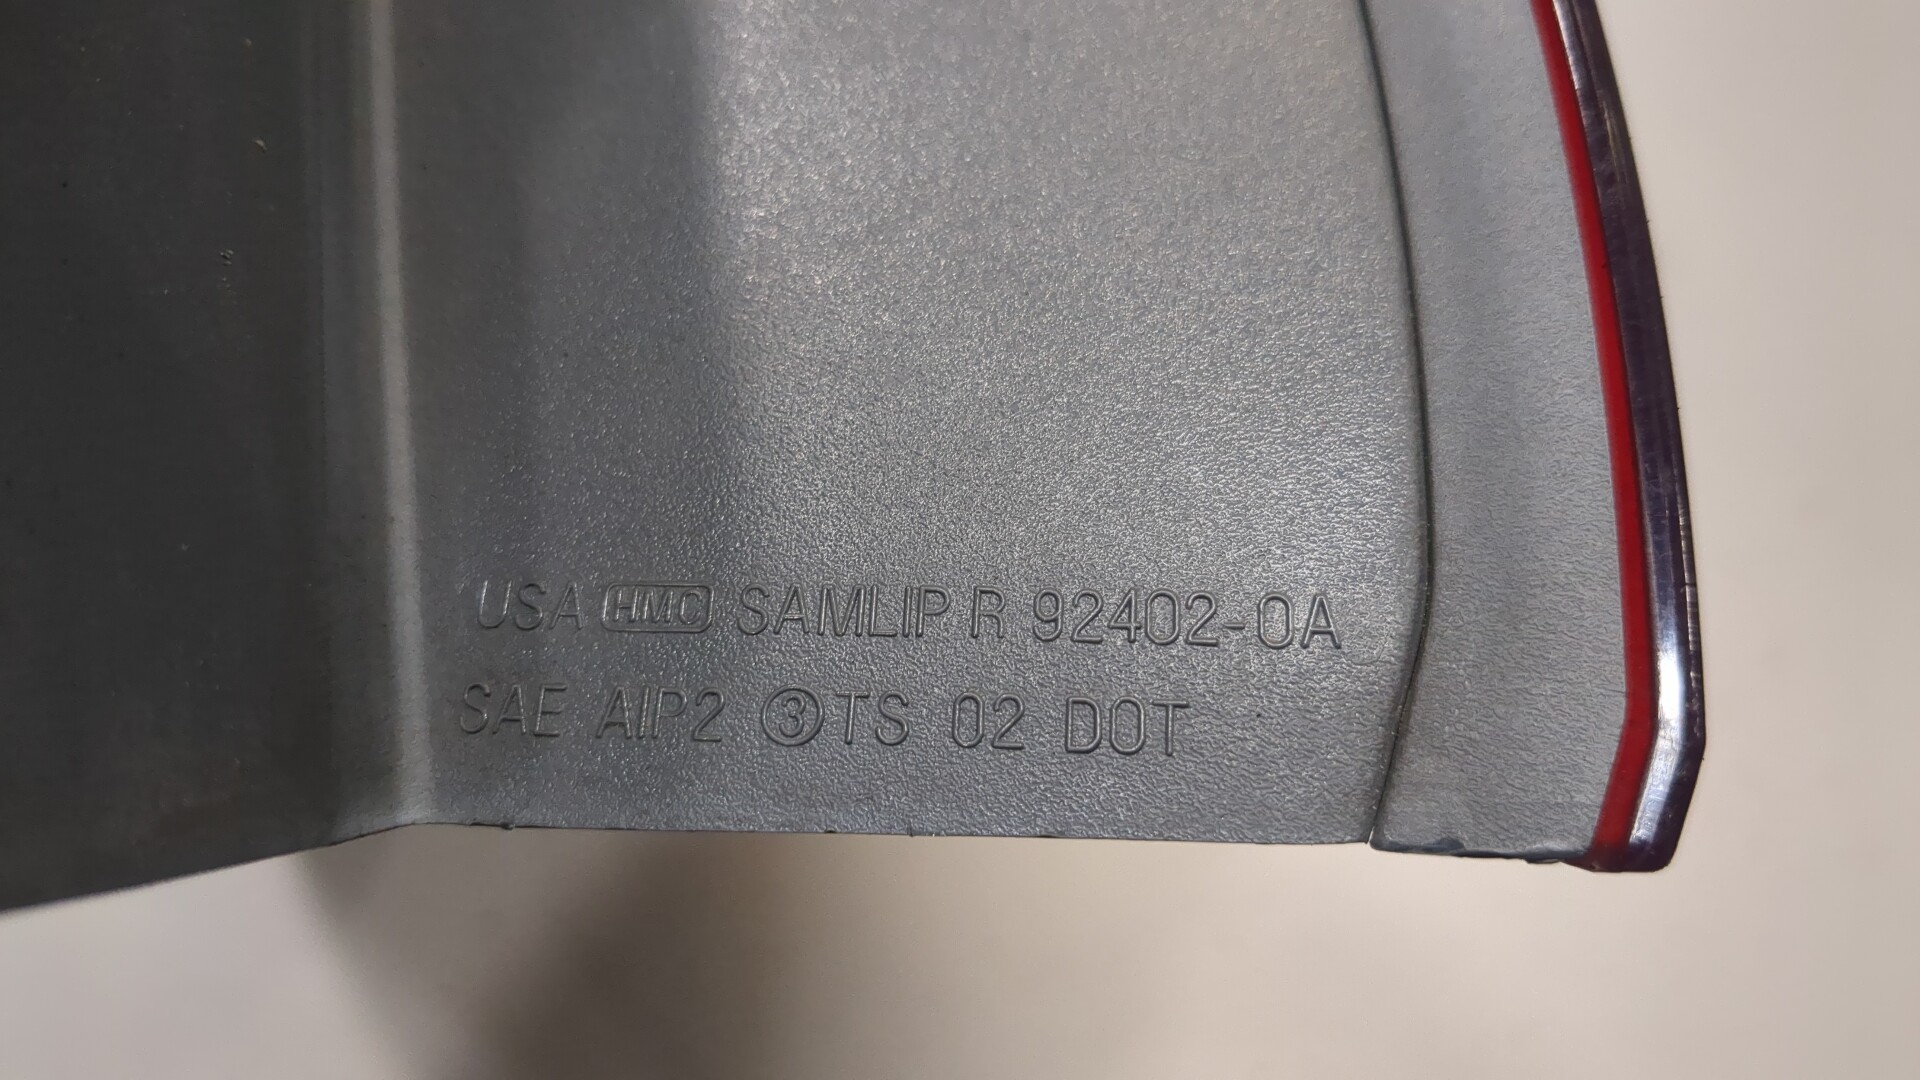 USA HMC SAMLIP R 92402-0A
SAE AIP2 ③TS 02 DOT